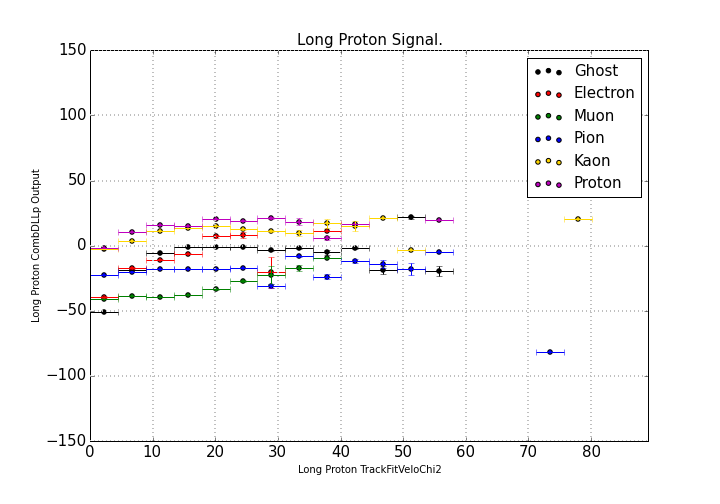 Long Proton Signal.
150
100
50
0
−50
−100
−150
Long Proton CombDLLp Output
Ghost
Electron
Muon
Pion
Kaon
Proton
0 10 20 30 40 50 60 70 80
Long Proton TrackFitVeloChi2